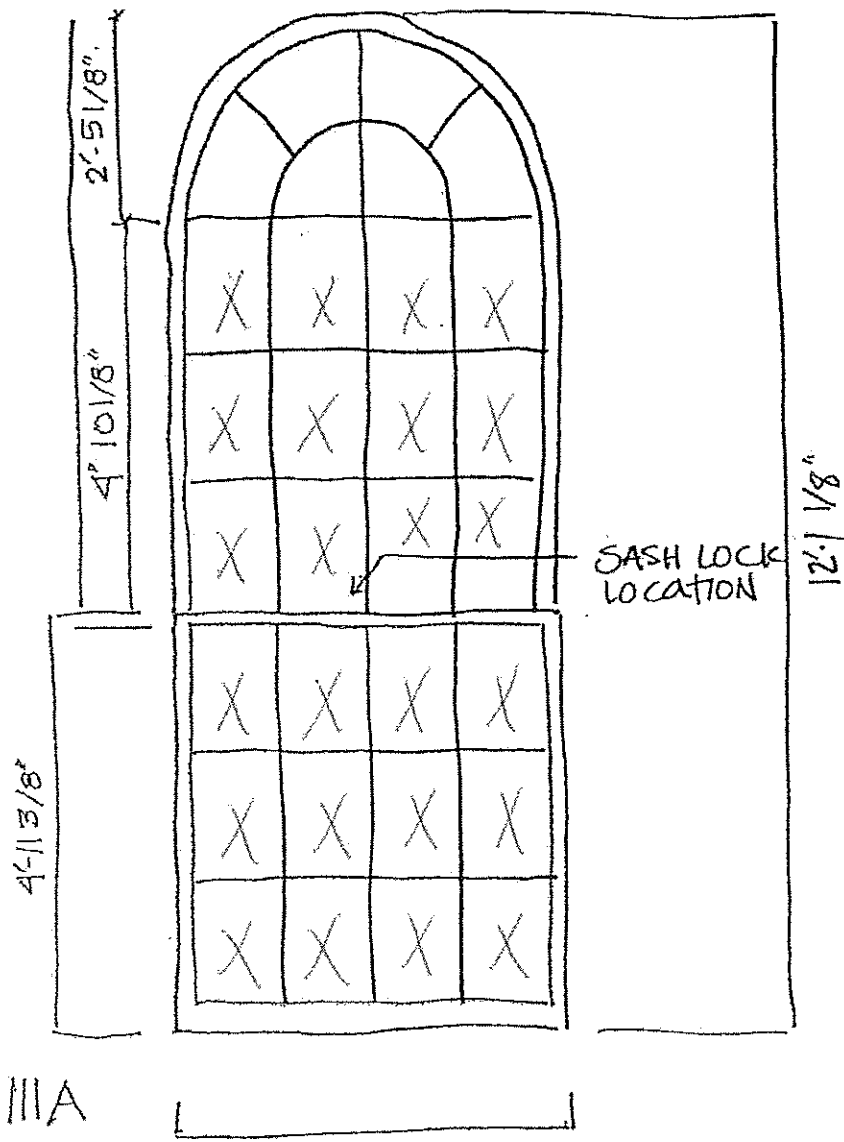 2'-5 1/8"
4" 10 1/8"
X X X X
X X X X
X X X X
SASH LOCK
LOCATION
12'-1 1/8"
X X X X
X X X X
X X X X
4'-11 3/8"
IIIA